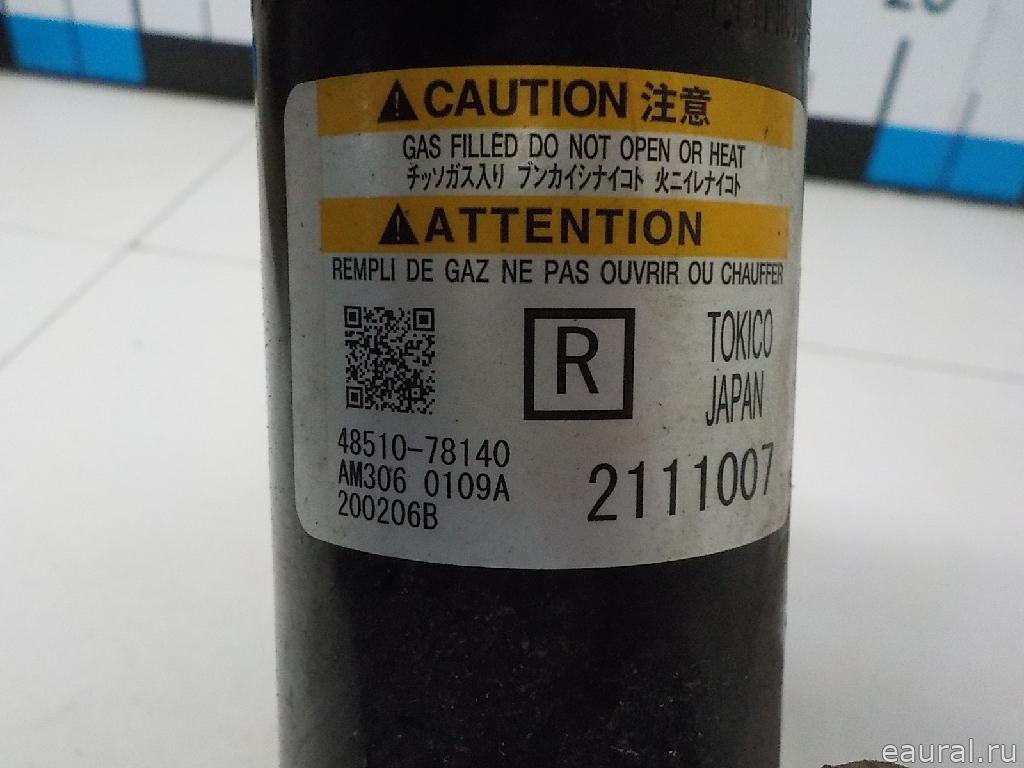 CAUTION 注意
GAS FILLED DO NOT OPEN OR HEAT
チッソガス入り ブンカイシナイコト 火ニイレナイコト
ATTENTION
REMPLI DE GAZ NE PAS OUVRIR OU CHAUFFER
R
TOKICO
JAPAN
48510-78140
AM306 0109A
200206B
2111007
eaural.ru